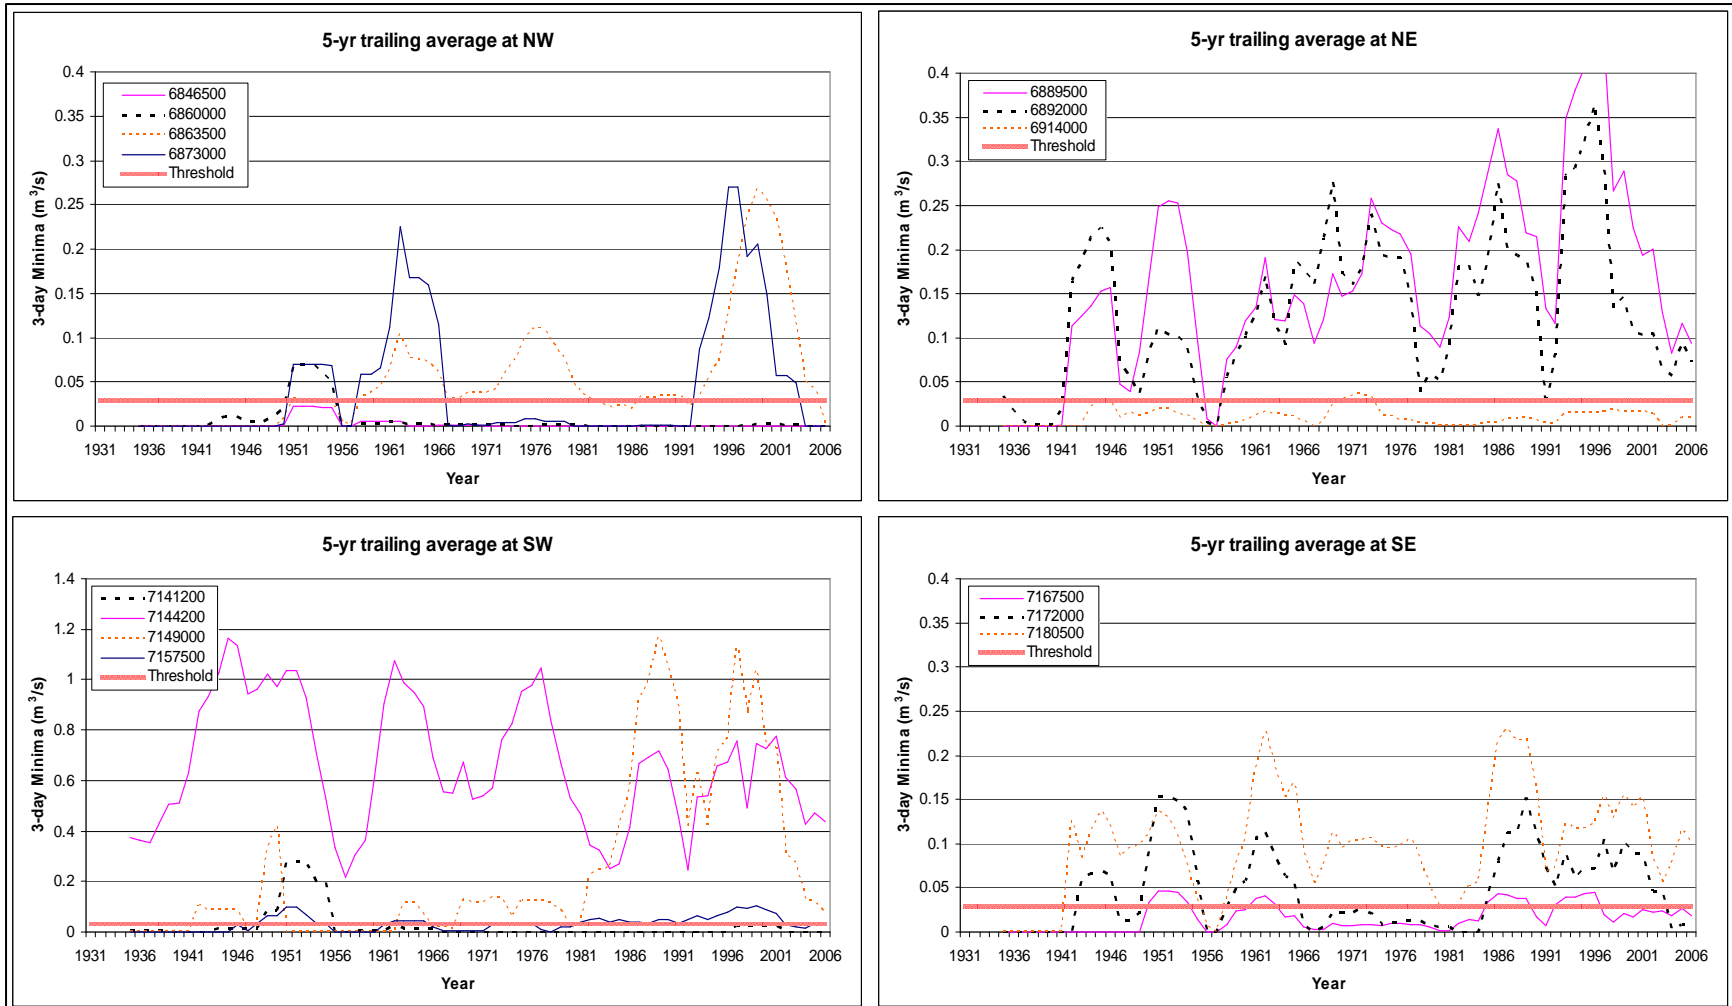 5-yr trailing average at NW
0.4
0.35
0.3
0.25
0.2
0.15
0.1
0.05
0
3-day Minima (m³/s)
6846500
6860000
6863500
6873000
Threshold
1931 1936 1941 1946 1951 1956 1961 1966 1971 1976 1981 1986 1991 1996 2001 2006
Year
5-yr trailing average at NE
0.4
0.35
0.3
0.25
0.2
0.15
0.1
0.05
0
3-day Minima (m³/s)
6889500
6892000
6914000
Threshold
1931 1936 1941 1946 1951 1956 1961 1966 1971 1976 1981 1986 1991 1996 2001 2006
Year
5-yr trailing average at SW
1.4
1.2
1
0.8
0.6
0.4
0.2
0
3-day Minima (m³/s)
7141200
7144200
7149000
7157500
Threshold
1931 1936 1941 1946 1951 1956 1961 1966 1971 1976 1981 1986 1991 1996 2001 2006
Year
5-yr trailing average at SE
0.4
0.35
0.3
0.25
0.2
0.15
0.1
0.05
0
3-day Minima (m³/s)
7167500
7172000
7180500
Threshold
1931 1936 1941 1946 1951 1956 1961 1966 1971 1976 1981 1986 1991 1996 2001 2006
Year